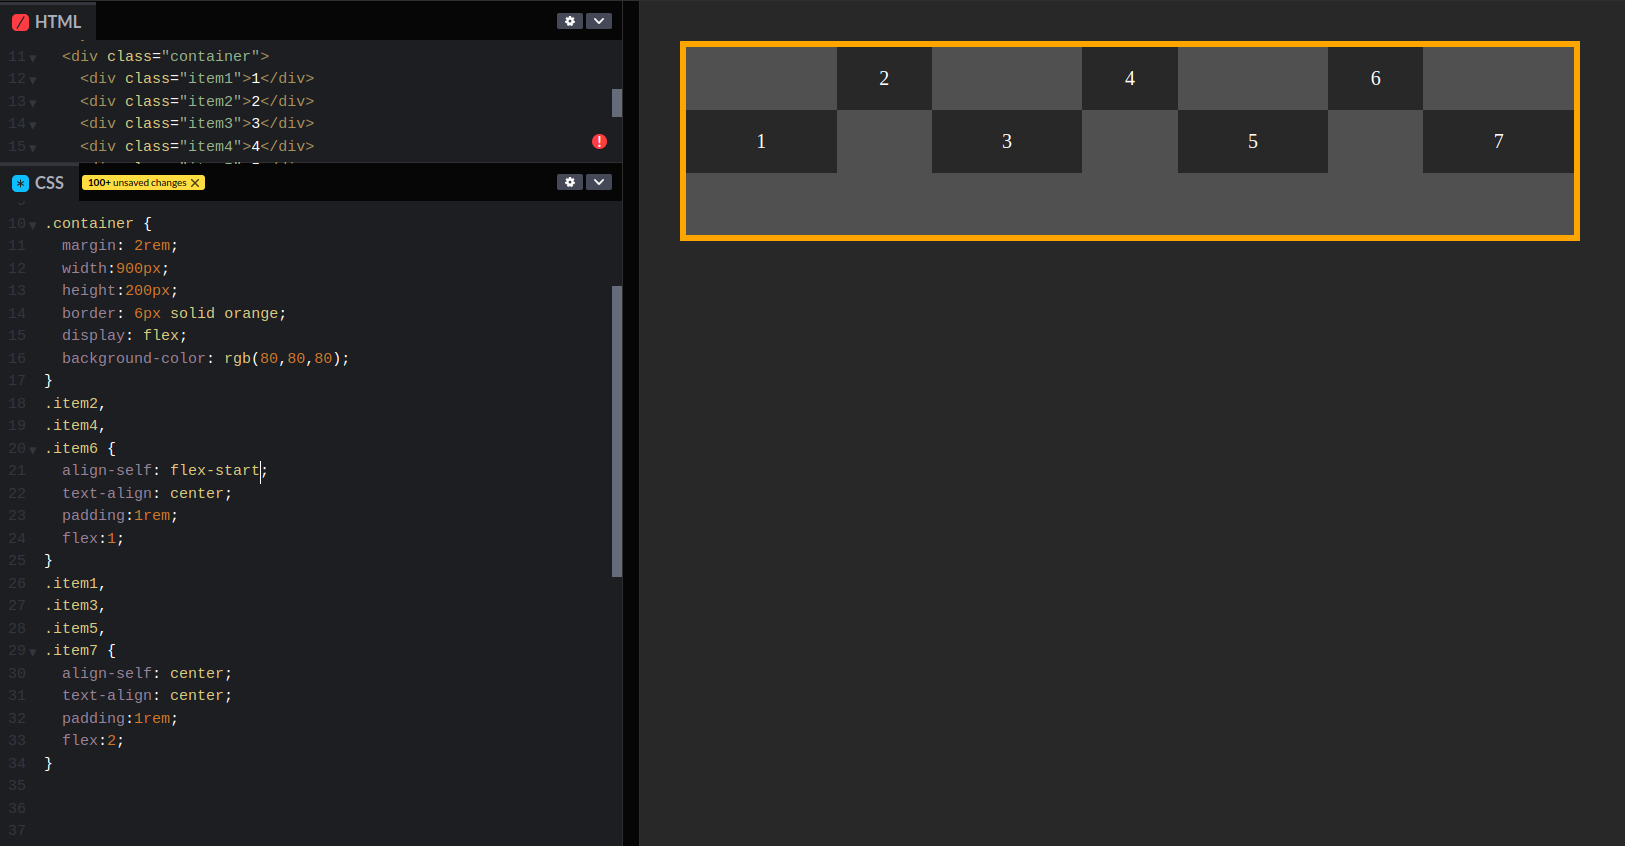 HTML
11 <div class="container">
12 <div class="item1">1</div>
13 <div class="item2">2</div>
14 <div class="item3">3</div>
15 <div class="item4">4</div>
CSS 100+ unsaved changes
10 .container {
11 margin: 2rem;
12 width:900px;
13 height:200px;
14 border: 6px solid orange;
15 display: flex;
16 background-color: rgb(80,80,80);
17 }
18 .item2,
19 .item4,
20 .item6 {
21 align-self: flex-start;
22 text-align: center;
23 padding:1rem;
24 flex:1;
25 }
26 .item1,
27 .item3,
28 .item5,
29 .item7 {
30 align-self: center;
31 text-align: center;
32 padding:1rem;
33 flex:2;
34 }
35
36
37
2 4 6
1 3 5 7